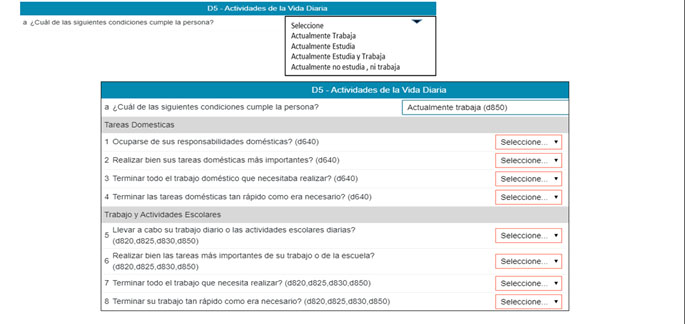 D5 - Actividades de la Vida Diaria
a ¿Cuál de las siguientes condiciones cumple la persona?
Seleccione
Actualmente Trabaja
Actualmente Estudia
Actualmente Estudia y Trabaja
Actualmente no estudia , ni trabaja
D5 - Actividades de la Vida Diaria
a ¿Cuál de las siguientes condiciones cumple la persona? Actualmente trabaja (d850)
Tareas Domesticas
1 Ocuparse de sus responsabilidades domésticas? (d640) Seleccione...
2 Realizar bien sus tareas domésticas más importantes? (d640) Seleccione...
3 Terminar todo el trabajo doméstico que necesitaba realizar? (d640) Seleccione...
4 Terminar las tareas domésticas tan rápido como era necesario? (d640) Seleccione...
Trabajo y Actividades Escolares
5 Llevar a cabo su trabajo diario o las actividades escolares diarias?
(d820,d825,d830,d850) Seleccione...
6 Realizar bien las tareas más importantes de su trabajo o de la escuela?
(d820,d825,d830,d850) Seleccione...
7 Terminar todo el trabajo que necesita realizar? (d820,d825,d830,d850) Seleccione...
8 Terminar su trabajo tan rápido como era necesario? (d820,d825,d830,d850) Seleccione...